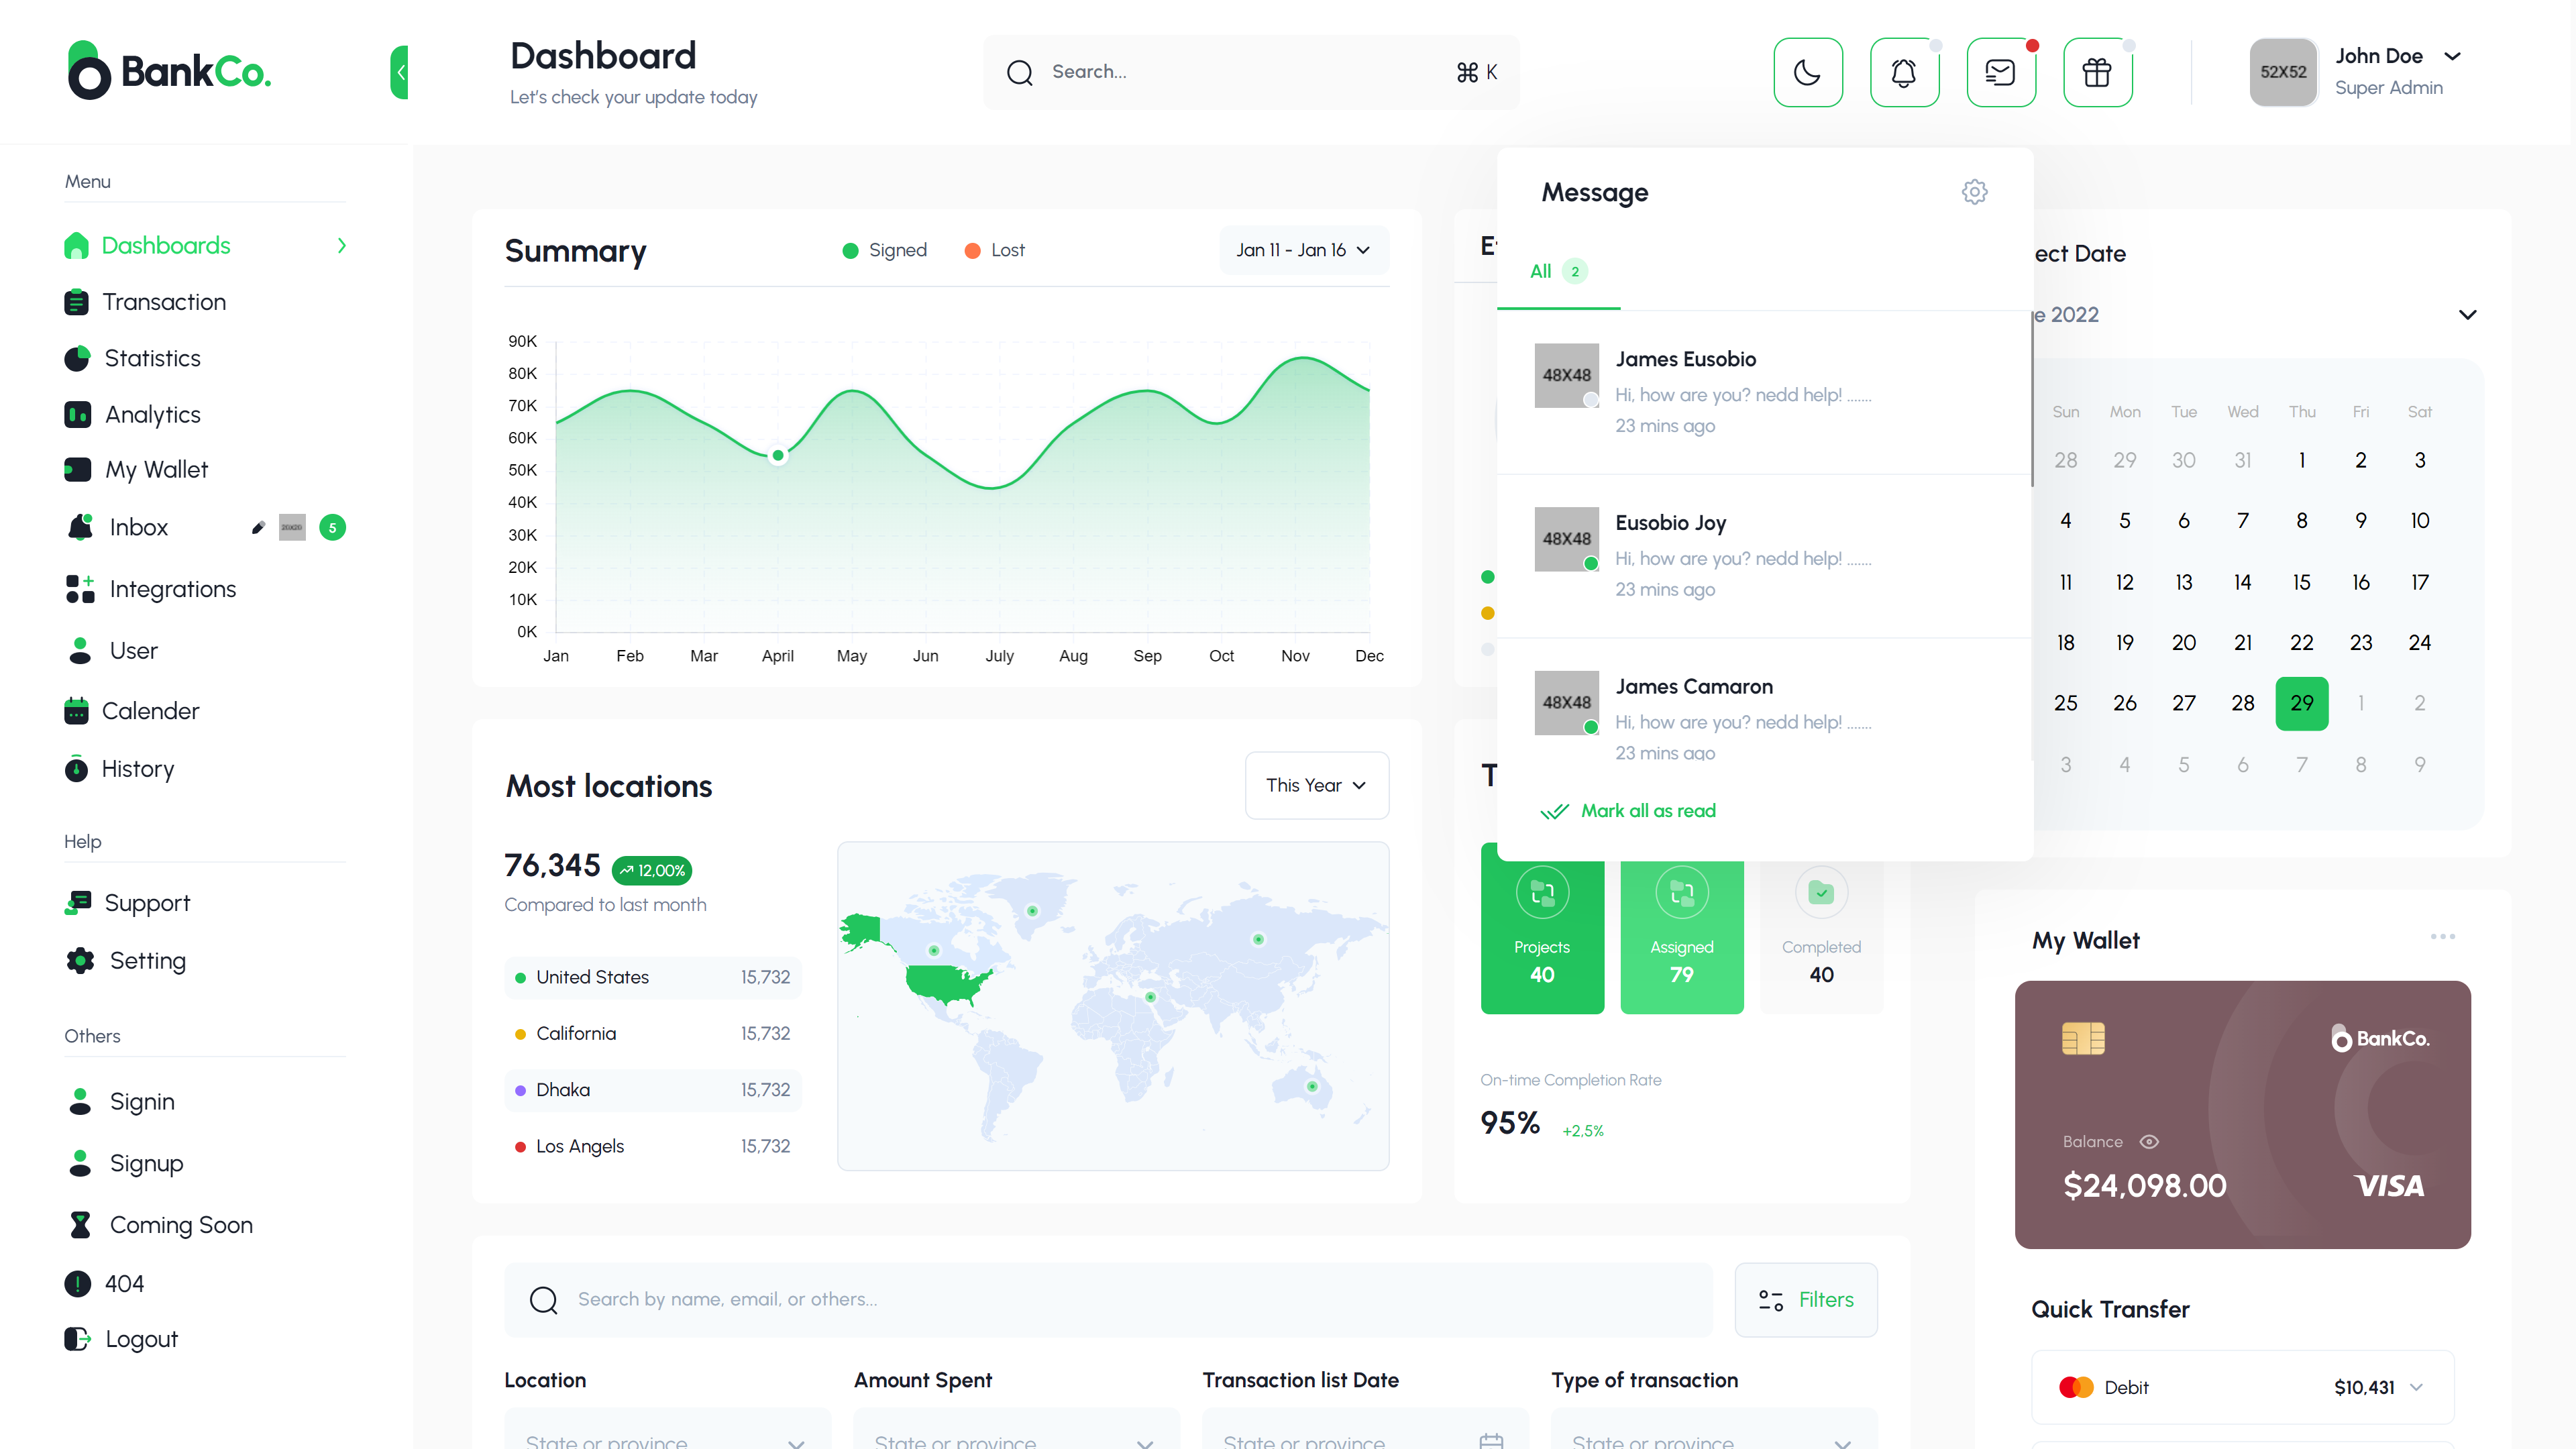 BankCo.
Dashboard
Let's check your update today
Search...
⌘ K
52X52
John Doe
Super Admin
Menu
Dashboards
Transaction
Statistics
Analytics
My Wallet
Inbox
20X20
5
Integrations
User
Calender
History
Help
Support
Setting
Others
Signin
Signup
Coming Soon
404
Logout
Summary
Signed
Lost
Jan 11 - Jan 16
90K
80K
70K
60K
50K
40K
30K
20K
10K
0K
Jan Feb Mar April May Jun July Aug Sep Oct Nov Dec
Message
All 2
48X48
James Eusobio
Hi, how are you? nedd help! .......
23 mins ago
48X48
Eusobio Joy
Hi, how are you? nedd help! .......
23 mins ago
48X48
James Camaron
Hi, how are you? nedd help! .......
23 mins ago
Mark all as read
ect Date
e 2022
Sun Mon Tue Wed Thu Fri Sat
28 29 30 31 1 2 3
4 5 6 7 8 9 10
11 12 13 14 15 16 17
18 19 20 21 22 23 24
25 26 27 28 29 1 2
3 4 5 6 7 8 9
Most locations
This Year
76,345
12,00%
Compared to last month
United States 15,732
California 15,732
Dhaka 15,732
Los Angels 15,732
T
Projects
40
Assigned
79
Completed
40
On-time Completion Rate
95% +2,5%
My Wallet
BankCo.
Balance
$24,098.00
VISA
Quick Transfer
Debit
$10,431
Search by name, email, or others...
Filters
Location
State or province
Amount Spent
State or province
Transaction list Date
State or province
Type of transaction
State or province